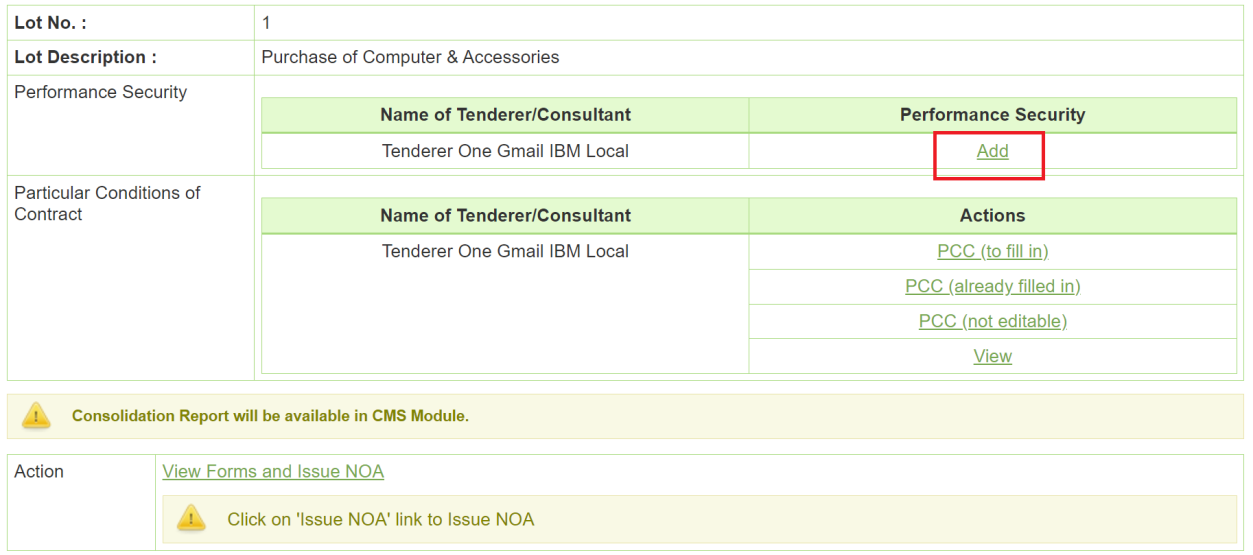 Lot No. : 1
Lot Description : Purchase of Computer & Accessories
Performance Security
Name of Tenderer/Consultant Performance Security
Tenderer One Gmail IBM Local Add
Particular Conditions of
Contract
Name of Tenderer/Consultant Actions
Tenderer One Gmail IBM Local PCC (to fill in)
PCC (already filled in)
PCC (not editable)
View
Consolidation Report will be available in CMS Module.
Action View Forms and Issue NOA
Click on 'Issue NOA' link to Issue NOA